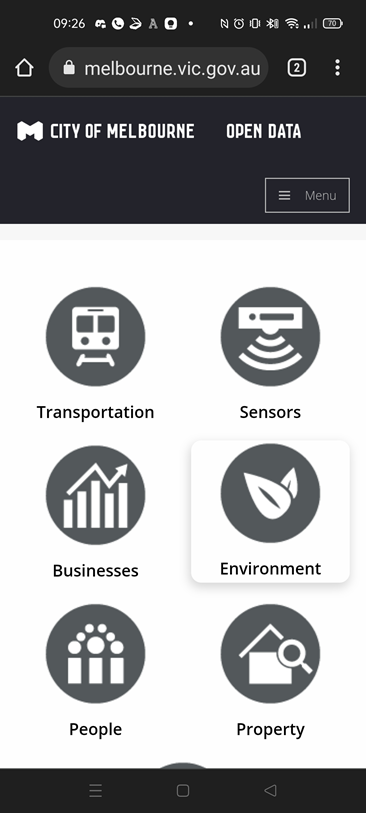 09:26
70
melbourne.vic.gov.au
2
CITY OF MELBOURNE OPEN DATA
Menu
Transportation
Sensors
Businesses
Environment
People
Property